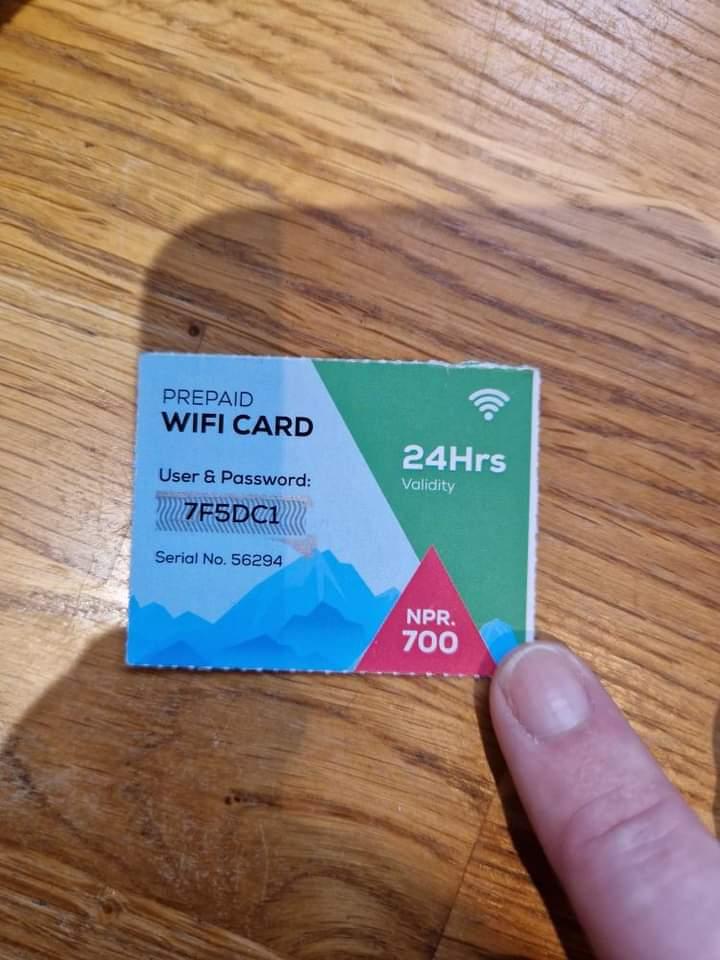 PREPAID
WIFI CARD
User & Password:
7F5DC1
Serial No. 56294
24Hrs
Validity
NPR.
700